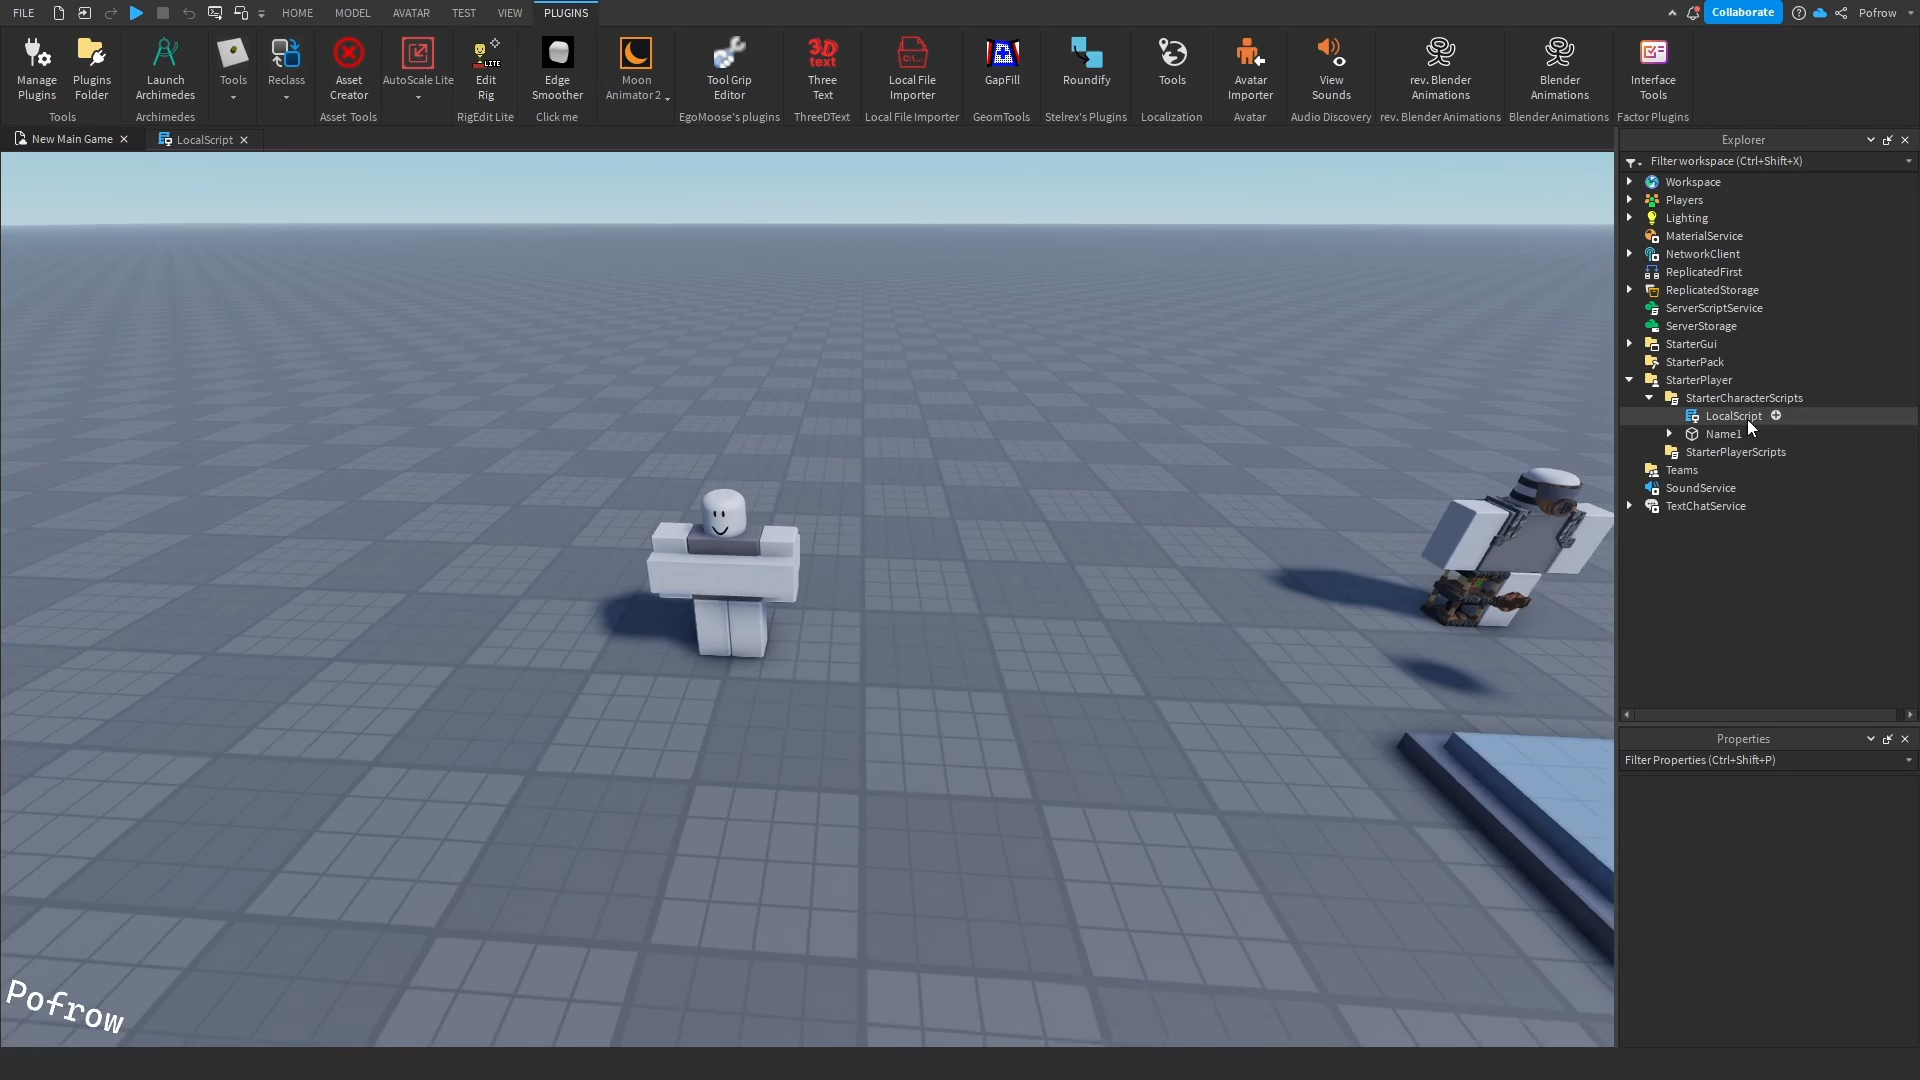 FILE HOME MODEL AVATAR TEST VIEW PLUGINS Collaborate Pofrow
Manage Plugins
Plugins Folder
Tools
Launch Archimedes
Archimedes
Tools
Reclass
Asset Creator
AutoScale Lite
Asset Tools
LITE
Edit Rig
RigEdit Lite
Edge Smoother
Click me
Moon Animator 2
Tool Grip Editor
EgoMoose's plugins
3D text
Three Text
ThreeDText
C:\...
Local File Importer
Local File Importer
GapFill
GeomTools
Roundify
Stelrex's Plugins
Tools
Localization
Avatar Importer
Avatar
View Sounds
Audio Discovery
rev. Blender Animations
rev. Blender Animations
Blender Animations
Blender Animations
Interface Tools
Factor Plugins
New Main Game
LocalScript
Explorer
Filter workspace (Ctrl+Shift+X)
Workspace
Players
Lighting
MaterialService
NetworkClient
ReplicatedFirst
ReplicatedStorage
ServerScriptService
ServerStorage
StarterGui
StarterPack
StarterPlayer
StarterCharacterScripts
LocalScript
Name1
StarterPlayerScripts
Teams
SoundService
TextChatService
Properties
Filter Properties (Ctrl+Shift+P)
Pofrow